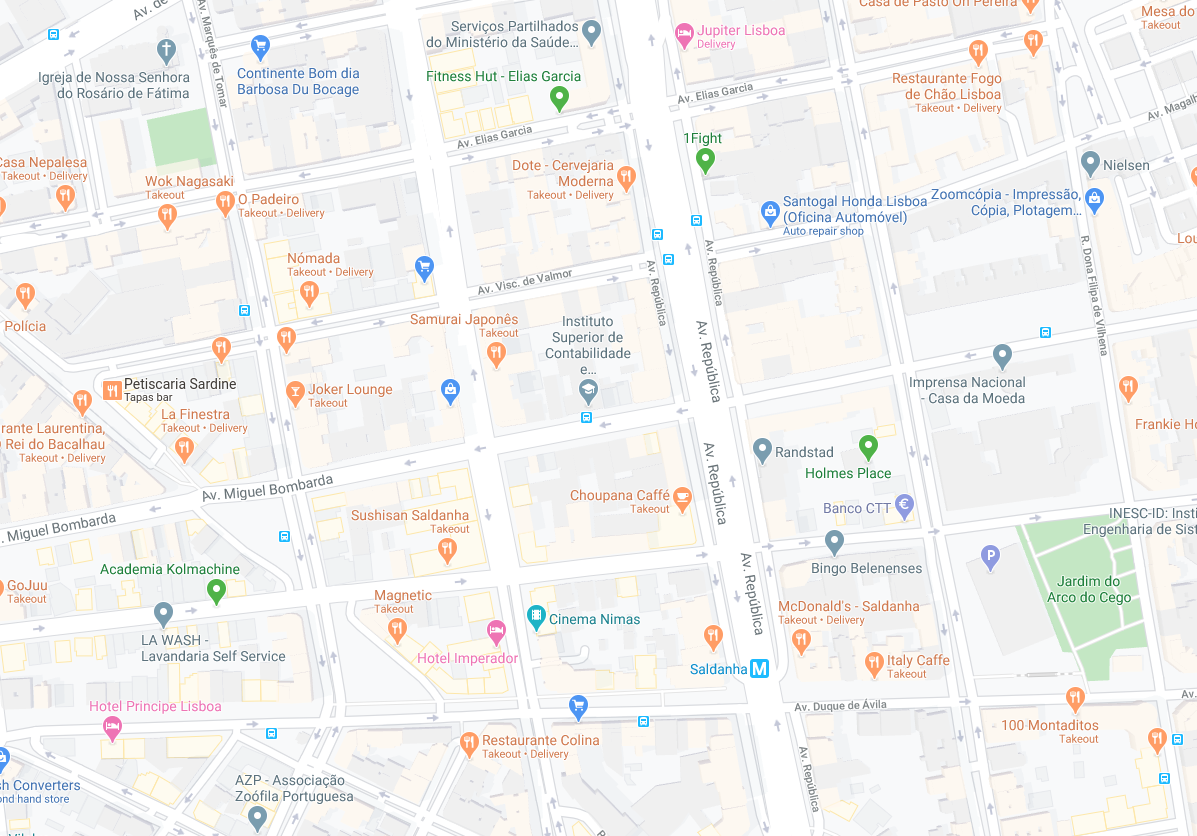 Av. de
Av. Marquês de Tomar
Serviços Partilhados
do Ministério da Saúde...
Jupiter Lisboa
Delivery
Casa de Pasto Oh Pereira
Mesa do
Takeout
Igreja de Nossa Senhora
do Rosário de Fátima
Continente Bom dia
Barbosa Du Bocage
Fitness Hut - Elias Garcia
Av. Elias Garcia
Restaurante Fogo
de Chão Lisboa
Takeout • Delivery
Av. Magalh
Av. Elias Garcia
1Fight
Casa Nepalesa
Takeout • Delivery
Wok Nagasaki
Takeout
O Padeiro
Takeout • Delivery
Dote - Cervejaria
Moderna
Takeout • Delivery
Nielsen
Santogal Honda Lisboa
(Oficina Automóvel)
Auto repair shop
Zoomcópia - Impressão,
Cópia, Plotagem...
Lou
Nómada
Takeout • Delivery
Av. Visc. de Valmor
Av. República
Av. República
R. Dona Filipa de Vilhena
Polícia
Samurai Japonês
Takeout
Instituto
Superior de
Contabilidade
e...
Av. República
Petiscaria Sardine
Tapas bar
Joker Lounge
Takeout
Imprensa Nacional
- Casa da Moeda
La Finestra
Takeout • Delivery
rante Laurentina,
Rei do Bacalhau
Takeout • Delivery
Frankie Ho
Av. República
Randstad
Holmes Place
Av. Miguel Bombarda
. Miguel Bombarda
Choupana Caffé
Takeout
Banco CTT
Sushisan Saldanha
Takeout
INESC-ID: Insti
Engenharia de Sist
P
Av. República
Bingo Belenenses
Academia Kolmachine
GoJuu
Takeout
Magnetic
Takeout
Jardim do
Arco do Cego
LA WASH -
Lavandaria Self Service
Cinema Nimas
McDonald's - Saldanha
Takeout • Delivery
Hotel Imperador
Saldanha M
Italy Caffe
Takeout
Hotel Principe Lisboa
Av. Duque de Ávila
Av.
100 Montaditos
Takeout
Restaurante Colina
Takeout • Delivery
Av. República
sh Converters
ond hand store
AZP - Associação
Zoófila Portuguesa